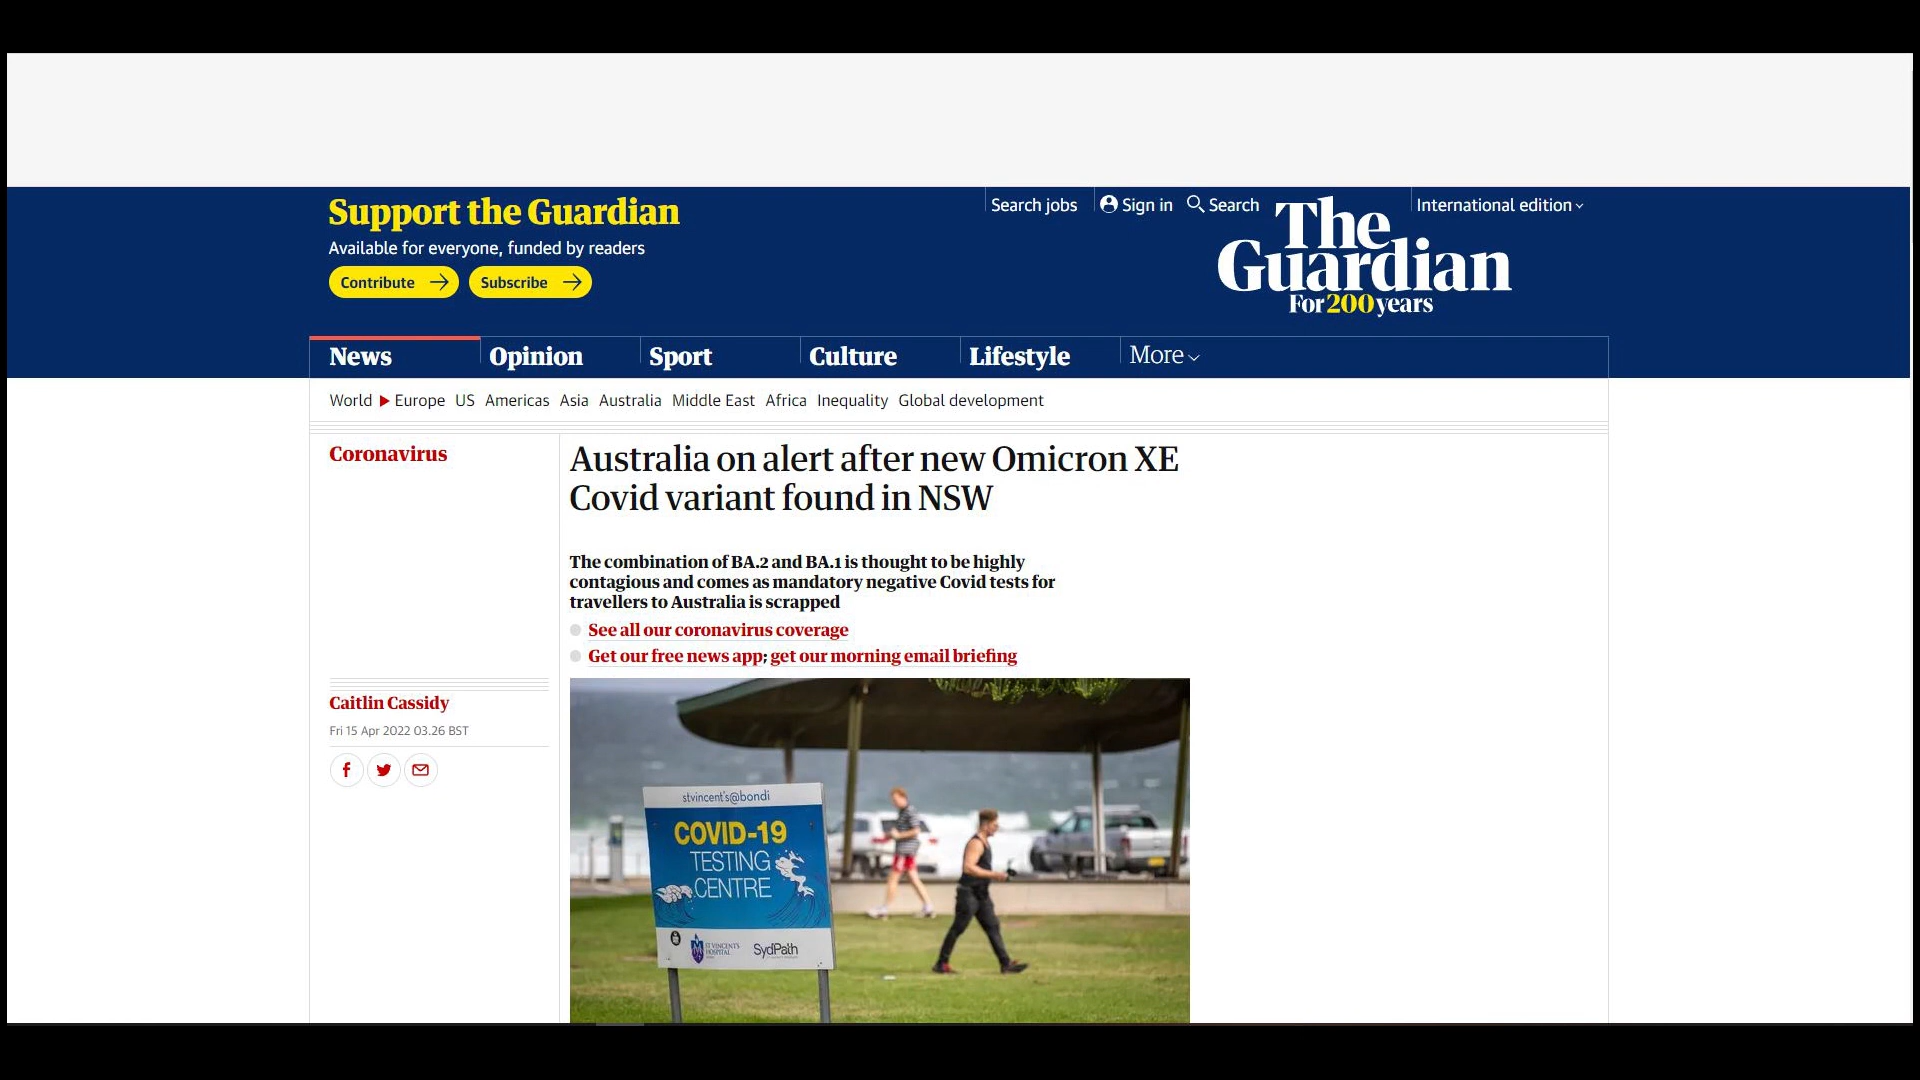 Support the Guardian
Available for everyone, funded by readers
Contribute
Subscribe
Search jobs
Sign in
Search
International edition
The
Guardian
For 200 years
News
Opinion
Sport
Culture
Lifestyle
More
World
Europe
US
Americas
Asia
Australia
Middle East
Africa
Inequality
Global development
Coronavirus
Australia on alert after new Omicron XE
Covid variant found in NSW
The combination of BA.2 and BA.1 is thought to be highly
contagious and comes as mandatory negative Covid tests for
travellers to Australia is scrapped
See all our coronavirus coverage
Get our free news app; get our morning email briefing
Caitlin Cassidy
Fri 15 Apr 2022 03.26 BST
stvincent's@bondi
COVID-19
TESTING
CENTRE
ST VINCENT'S
HOSPITAL
SydPath